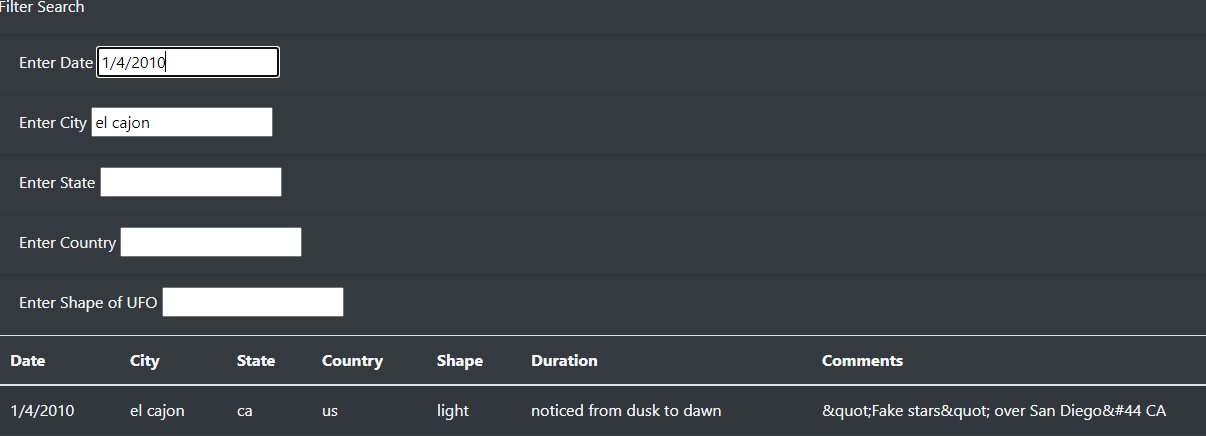 Filter Search
Enter Date 1/4/2010
Enter City el cajon
Enter State
Enter Country
Enter Shape of UFO
Date City State Country Shape Duration Comments
1/4/2010 el cajon ca us light noticed from dusk to dawn &quot;Fake stars&quot; over San Diego&#44 CA